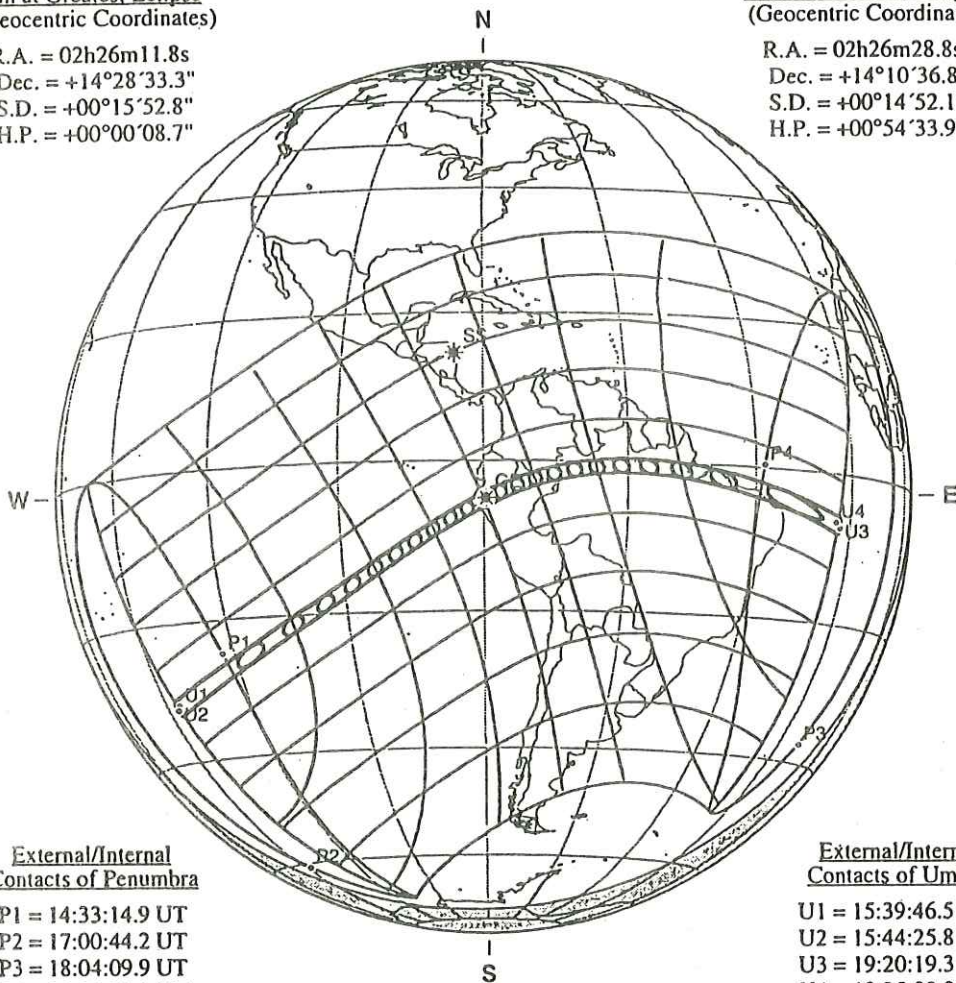 eocentric Coordinates)
R.A. = 02h26m11.8s
Dec. = +14°28´33.3"
S.D. = +00°15´52.8"
H.P. = +00°00´08.7"
(Geocentric Coordina
R.A. = 02h26m28.8s
Dec. = +14°10´36.8
S.D. = +00°14´52.1
H.P. = +00°54´33.9
N
SS
P4
W
E
U4
U3
P1
U1
U2
P3
P2
S
External/Internal
Contacts of Penumbra
P1 = 14:33:14.9 UT
P2 = 17:00:44.2 UT
P3 = 18:04:09.9 UT
External/Intern
Contacts of Um
U1 = 15:39:46.5
U2 = 15:44:25.8
U3 = 19:20:19.3